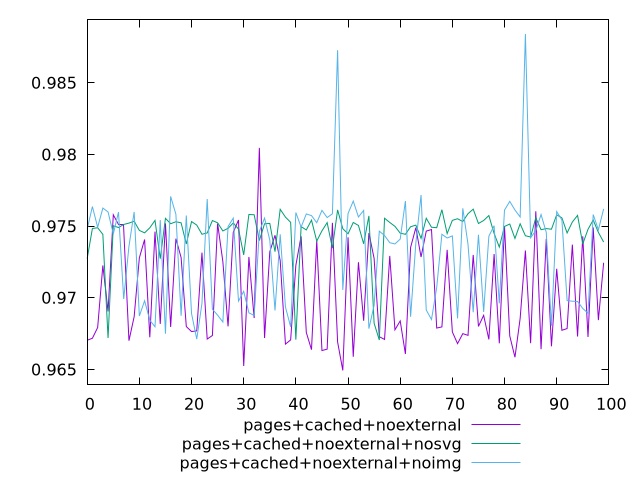 0.985
0.98
0.975
0.97
0.965
0 10 20 30 40 50 60 70 80 90 100
pages+cached+noexternal
pages+cached+noexternal+nosvg
pages+cached+noexternal+noimg